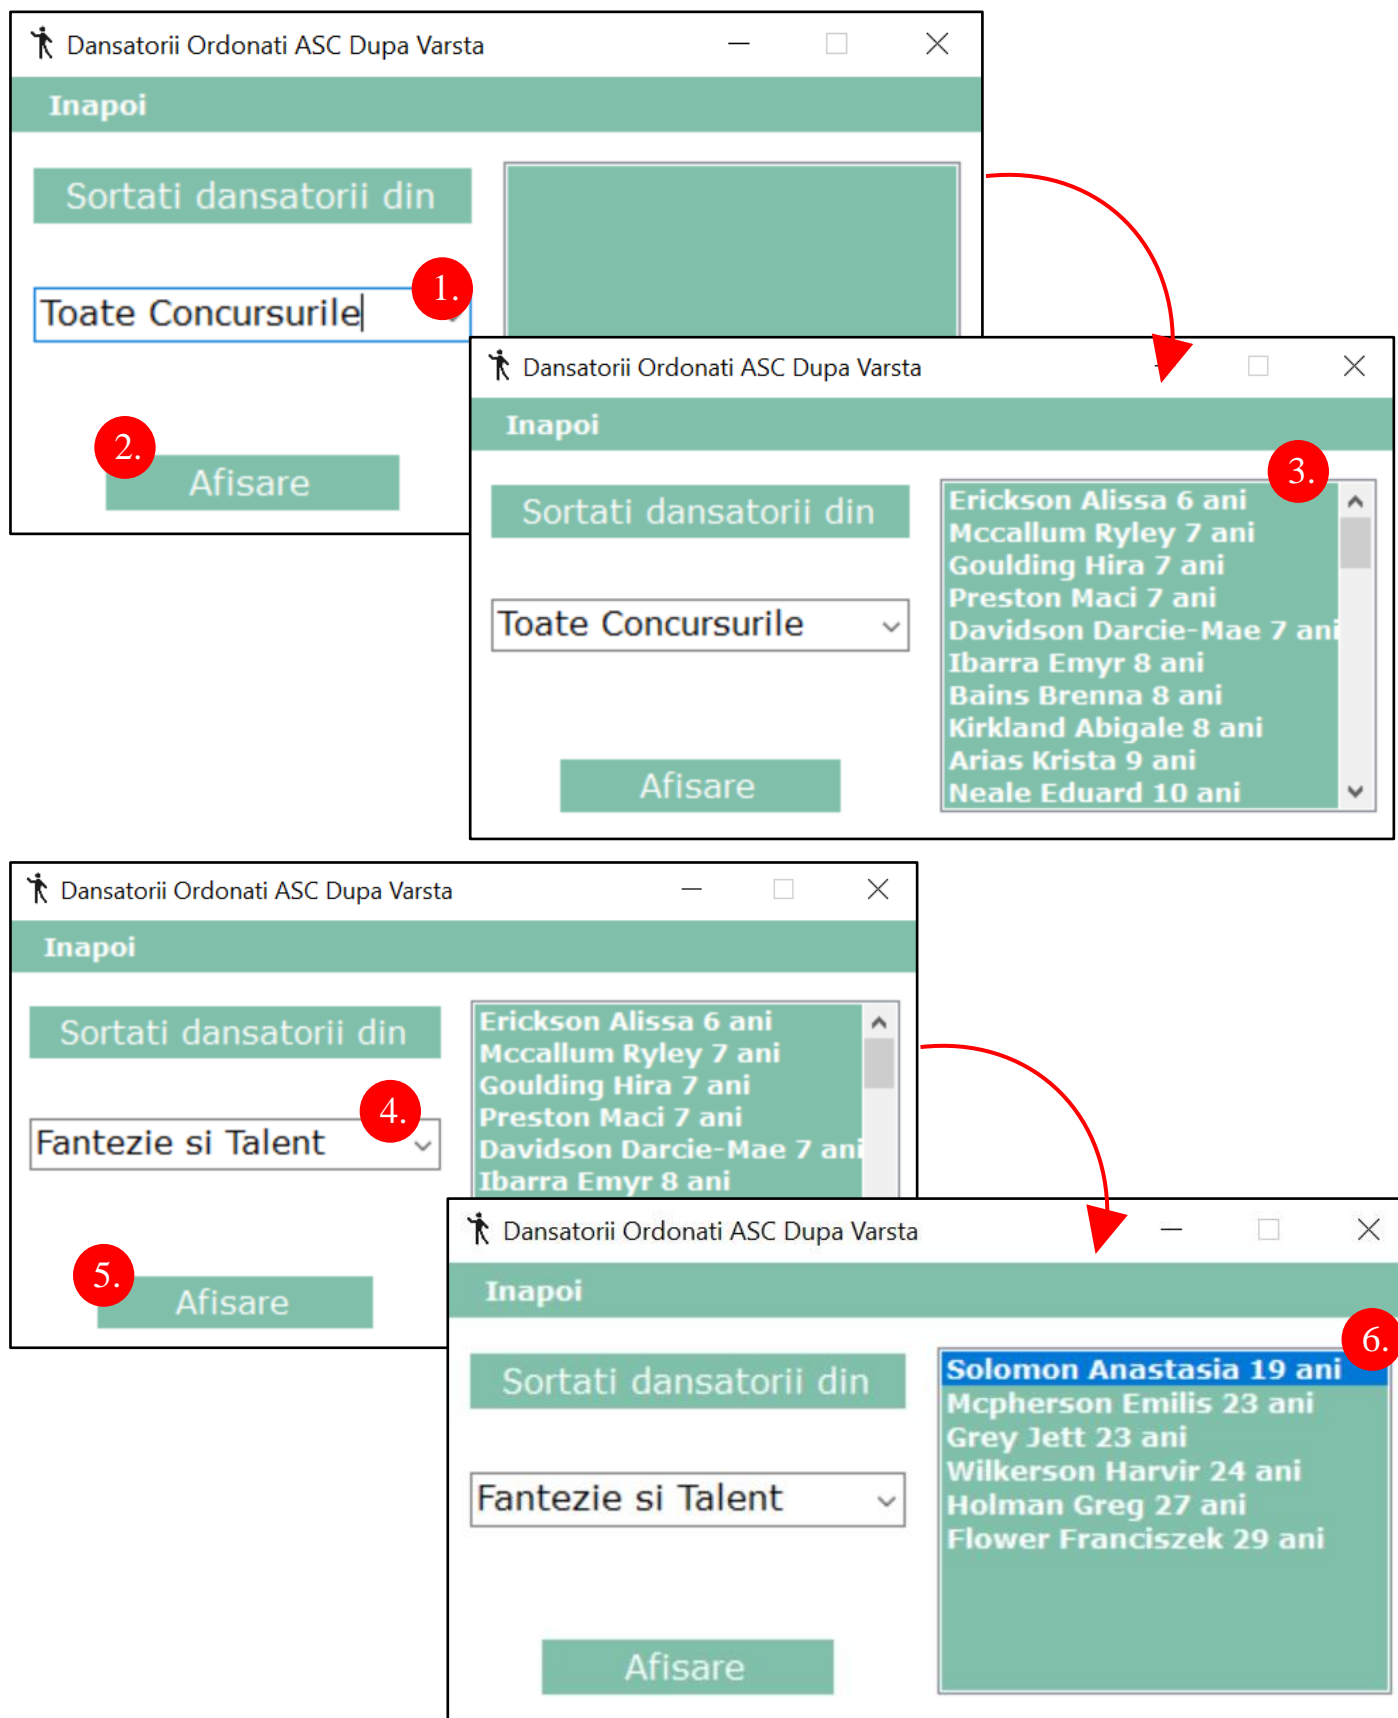 Dansatorii Ordonati ASC Dupa Varsta
Inapoi
Sortati dansatorii din
1.
Toate Concursurile
2.
Afisare
Dansatorii Ordonati ASC Dupa Varsta
Inapoi
3.
Sortati dansatorii din
Toate Concursurile
Afisare
Erickson Alissa 6 ani
Mccallum Ryley 7 ani
Goulding Hira 7 ani
Preston Maci 7 ani
Davidson Darcie-Mae 7 ani
Ibarra Emyr 8 ani
Bains Brenna 8 ani
Kirkland Abigale 8 ani
Arias Krista 9 ani
Neale Eduard 10 ani
Dansatorii Ordonati ASC Dupa Varsta
Inapoi
Sortati dansatorii din
4.
Fantezie si Talent
5.
Afisare
Erickson Alissa 6 ani
Mccallum Ryley 7 ani
Goulding Hira 7 ani
Preston Maci 7 ani
Davidson Darcie-Mae 7 ani
Ibarra Emyr 8 ani
Dansatorii Ordonati ASC Dupa Varsta
Inapoi
6.
Sortati dansatorii din
Fantezie si Talent
Afisare
Solomon Anastasia 19 ani
Mcpherson Emilis 23 ani
Grey Jett 23 ani
Wilkerson Harvir 24 ani
Holman Greg 27 ani
Flower Franciszek 29 ani